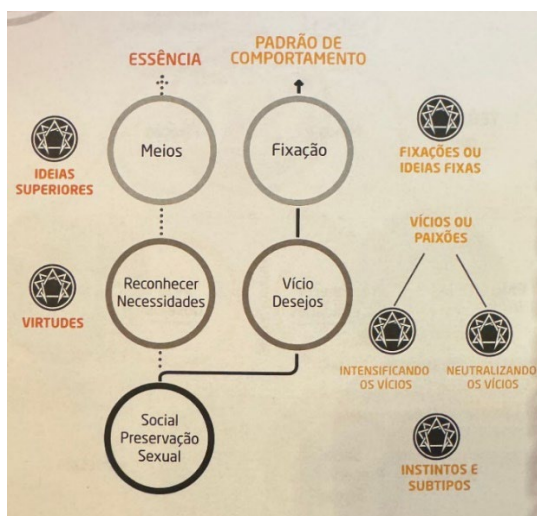 ESSÊNCIA
PADRÃO DE
COMPORTAMENTO
Meios
Fixação
IDEIAS
SUPERIORES
FIXAÇÕES OU
IDEIAS FIXAS
Reconhecer
Necessidades
Vício
Desejos
VIRTUDES
VÍCIOS OU
PAIXÕES
INTENSIFICANDO
OS VÍCIOS
NEUTRALIZANDO
OS VÍCIOS
Social
Preservação
Sexual
INSTINTOS E
SUBTIPOS